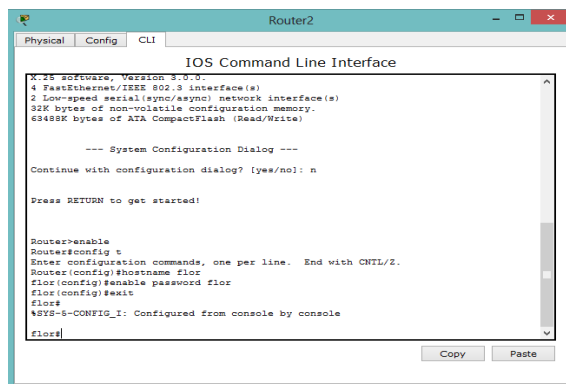 Router2
Physical Config CLI
IOS Command Line Interface
X.25 software, Version 3.0.0.
4 FastEthernet/IEEE 802.3 interface(s)
2 Low-speed serial(sync/async) network interface(s)
32K bytes of non-volatile configuration memory.
63488K bytes of ATA CompactFlash (Read/Write)
--- System Configuration Dialog ---
Continue with configuration dialog? [yes/no]: n
Press RETURN to get started!
Router>enable
Router#config t
Enter configuration commands, one per line.  End with CNTL/Z.
Router(config)#hostname flor
flor(config)#enable password flor
flor(config)#exit
flor#
%SYS-5-CONFIG_I: Configured from console by console
flor#
Copy Paste